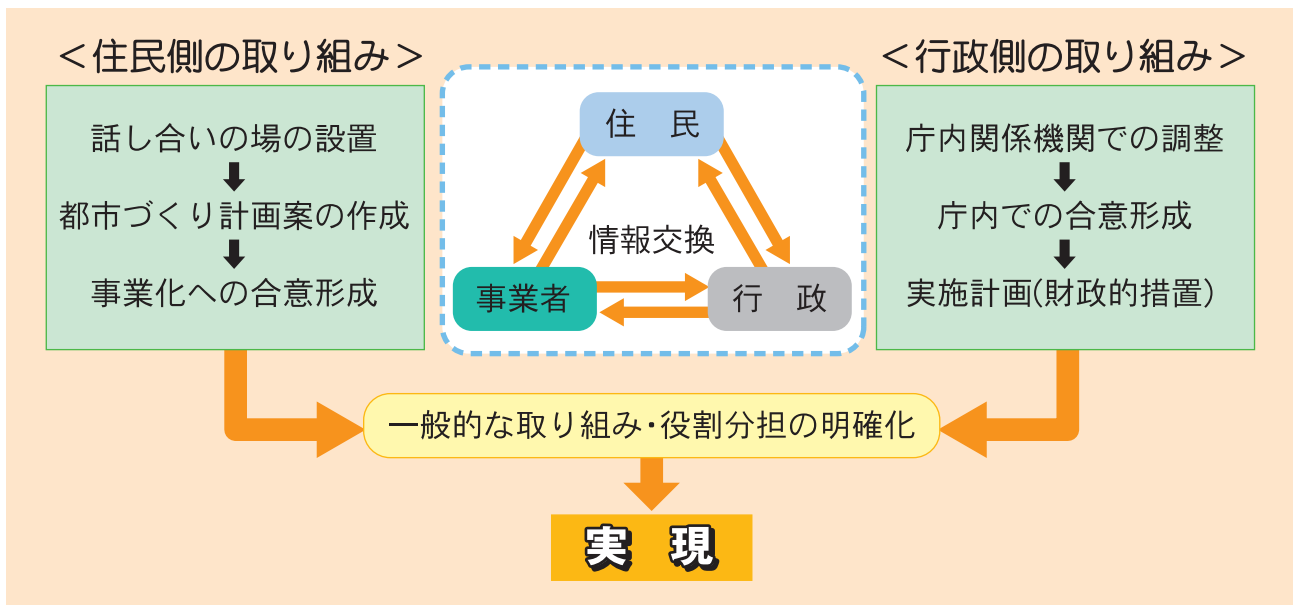 ＜住民側の取り組み＞
話し合いの場の設置
都市づくり計画案の作成
事業化への合意形成
住　民
情報交換
事業者
行　政
＜行政側の取り組み＞
庁内関係機関での調整
庁内での合意形成
実施計画(財政的措置）
一般的な取り組み・役割分担の明確化
実　現